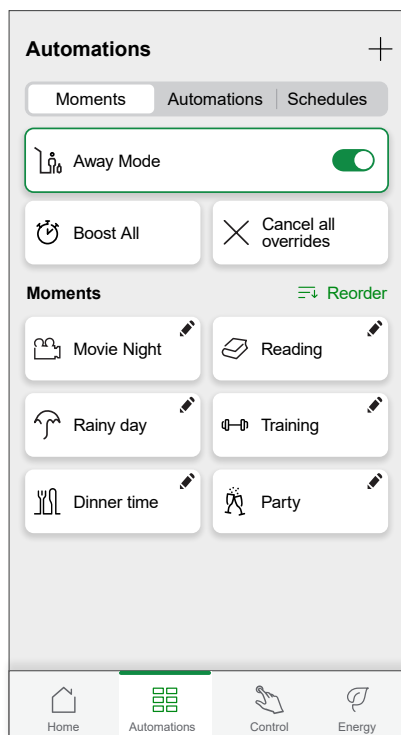 Automations
Moments Automations Schedules
Away Mode
Boost All
Cancel all
overrides
Moments Reorder
Movie Night Reading
Rainy day Training
Dinner time Party
Home Automations Control Energy